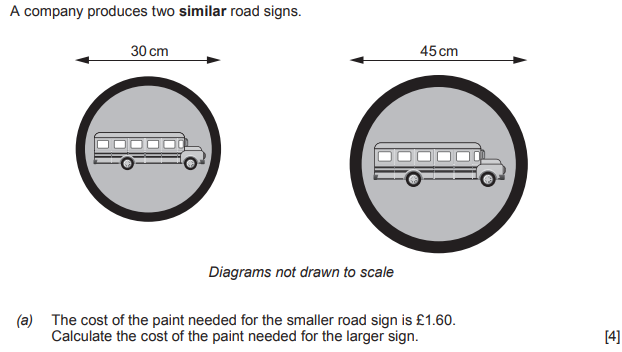 A company produces two similar road signs.
30 cm
45 cm
Diagrams not drawn to scale
(a) The cost of the paint needed for the smaller road sign is £1.60.
Calculate the cost of the paint needed for the larger sign. [4]